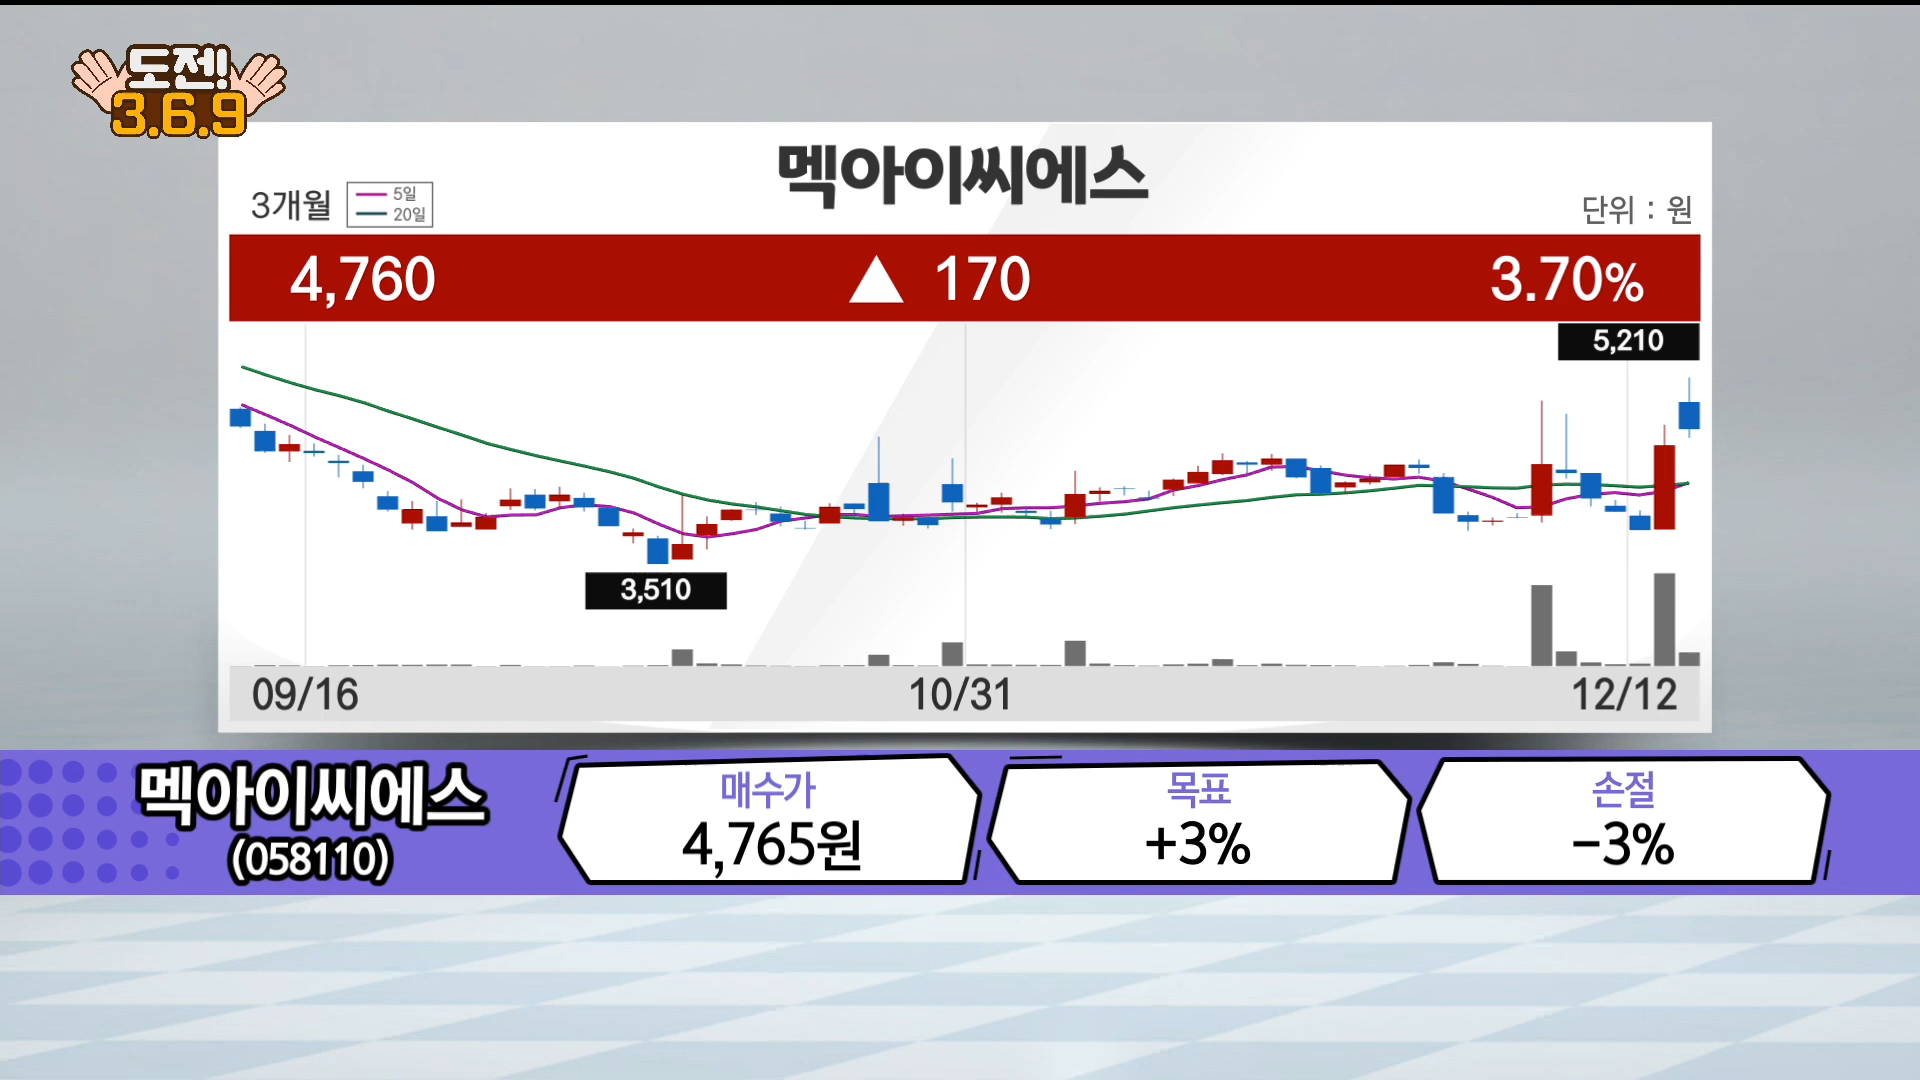 도젠!
3.6.9
멕아이씨에스
3개월
5일
20일
단위 : 원
4,760
▲ 170
3.70%
5,210
3,510
09/16
10/31
12/12
멕아이씨에스
(058110)
매수가
4,765원
목표
+3%
손절
-3%